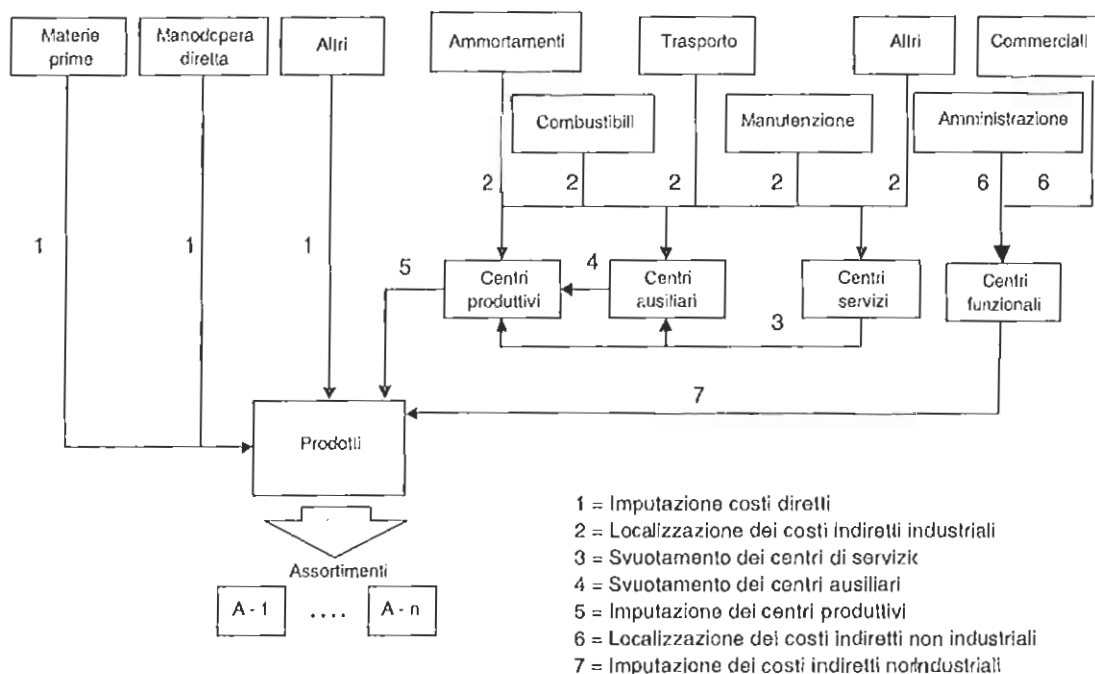 Materie
prime
Manodopera
diretta
Altri
Ammortamenti
Trasporto
Altri
Commerciali
Combustibili
Manutenzione
Amministrazione
2
2
2
2
2
6
6
1
1
1
5
4
Centri
produttivi
Centri
ausiliari
Centri
servizi
Centri
funzionali
3
7
Prodotti
Assortimenti
A - 1
....
A - n
1 = Imputazione costi diretti
2 = Localizzazione dei costi indiretti industriali
3 = Svuotamento dei centri di servizic
4 = Svuotamento dei centri ausiliari
5 = Imputazione dei centri produttivi
6 = Localizzazione dei costi indiretti non industriali
7 = Imputazione dei costi indiretti non industriali